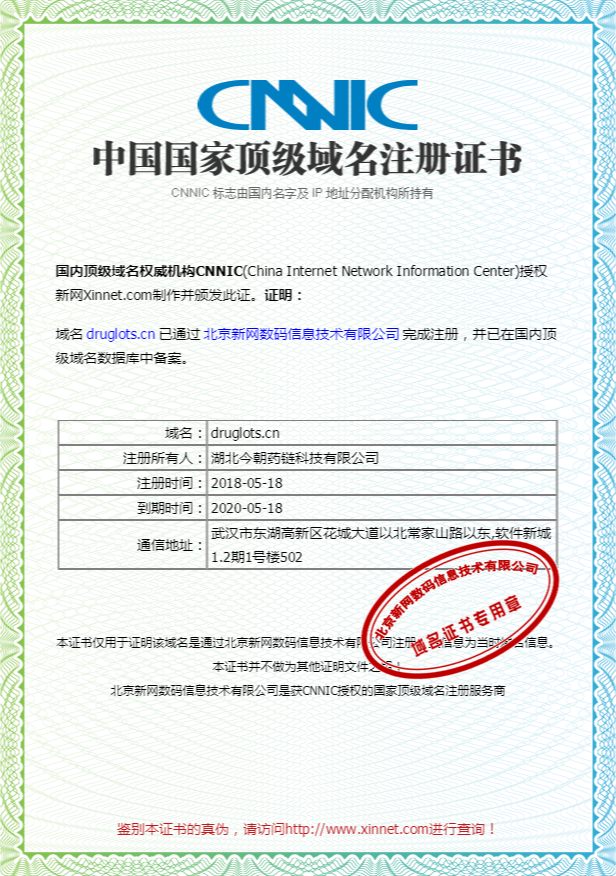 CNNIC
中国国家顶级域名注册证书
CNNIC 标志由国内名字及 IP 地址分配机构所持有
国内顶级域名权威机构CNNIC(China Internet Network Information Center)授权
新网Xinnet.com制作并颁发此证。证明：
域名 druglots.cn 已通过 北京新网数码信息技术有限公司 完成注册，并已在国内顶
级域名数据库中备案。
域名： druglots.cn
注册所有人： 湖北今朝药链科技有限公司
注册时间： 2018-05-18
到期时间： 2020-05-18
通信地址： 武汉市东湖高新区花城大道以北常家山路以东,软件新城
1.2期1号楼502
北京新网数码信息技术有限公司
域名证书专用章
本证书仅用于证明该域名是通过北京新网数码信息技术有限公司注册，信息为当时信息。
本证书并不做为其他证明文件之！
北京新网数码信息技术有限公司是获CNNIC授权的国家顶级域名注册服务商
鉴别本证书的真伪，请访问http://www.xinnet.com进行查询！